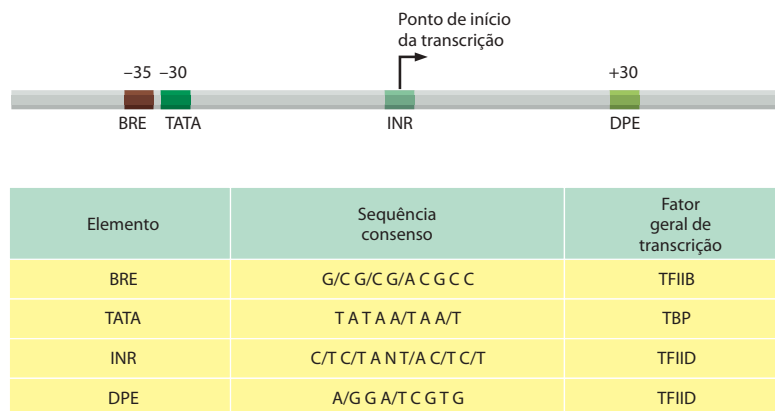 Ponto de início
da transcrição
–35 –30 +30
BRE TATA INR DPE
Elemento Sequência consenso Fator geral de transcrição
BRE G/C G/C G/A C G C C TFIIB
TATA T A T A A/T A A/T TBP
INR C/T C/T A N T/A C/T C/T TFIID
DPE A/G G A/T C G T G TFIID